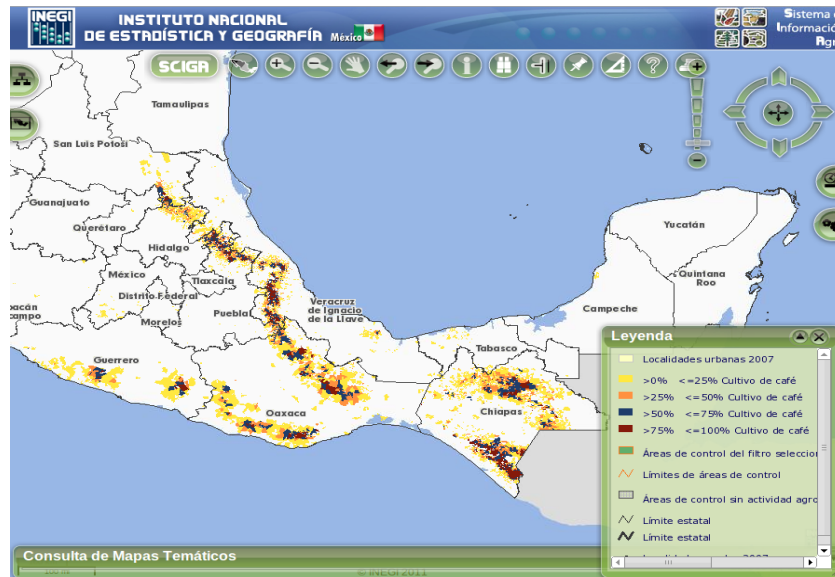 INEGI
INSTITUTO NACIONAL
DE ESTADÍSTICA Y GEOGRAFÍA México
Sistema
Informació
Agr
SCIGA
Tamaulipas
San Luis Potosí
Guanajuato
Querétaro
Hidalgo
México
Tlaxcala
Distrito Federal
Morelos
Puebla
Veracruz
de Ignacio
de la Llave
Guerrero
Oaxaca
Tabasco
Chiapas
Campeche
Yucatán
Quintana
Roo
Leyenda
Localidades urbanas 2007
>0% <=25% Cultivo de café
>25% <=50% Cultivo de café
>50% <=75% Cultivo de café
>75% <=100% Cultivo de café
Áreas de control del filtro seleccion
Límites de áreas de control
Áreas de control sin actividad agro
Límite estatal
Límite estatal
Consulta de Mapas Temáticos
© INEGI 2011